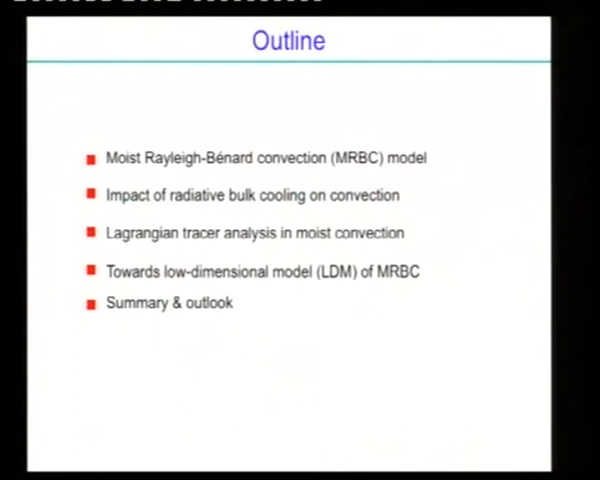 Outline
Moist Rayleigh-Bénard convection (MRBC) model
Impact of radiative bulk cooling on convection
Lagrangian tracer analysis in moist convection
Towards low-dimensional model (LDM) of MRBC
Summary & outlook